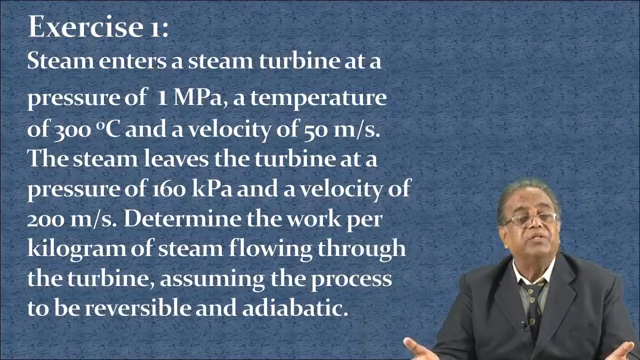 Exercise 1:
Steam enters a steam turbine at a
pressure of 1 MPa, a temperature
of 300 ⁰C and a velocity of 50 m/s.
The steam leaves the turbine at a
pressure of 160 kPa and a velocity of
200 m/s. Determine the work per
kilogram of steam flowing through
the turbine, assuming the process
to be reversible and adiabatic.